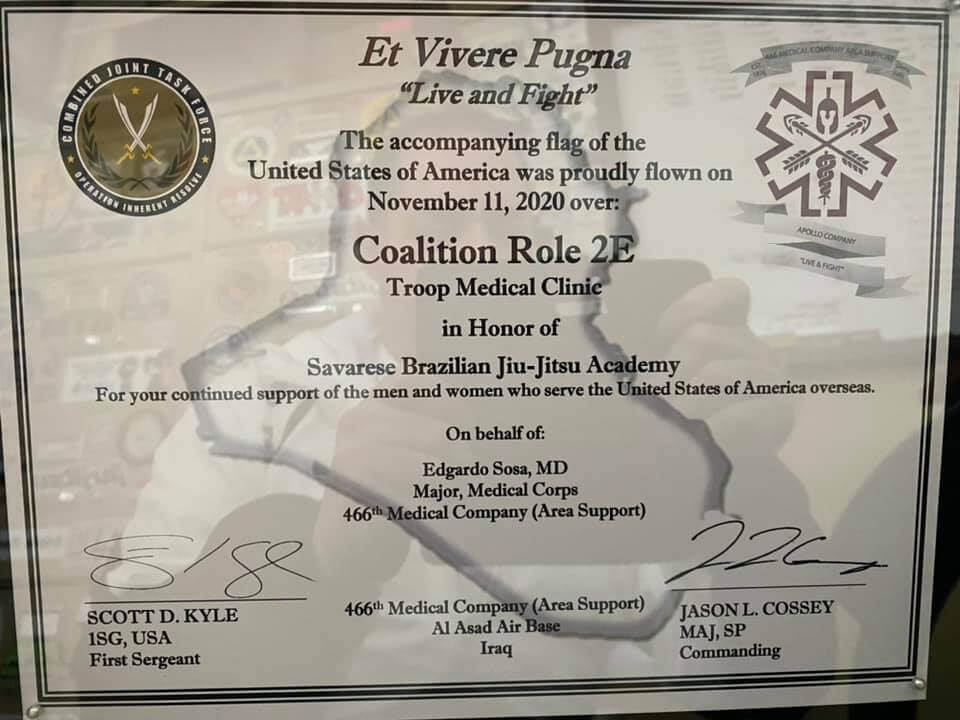 COMBINED JOINT TASK FORCE
OPERATION INHERENT RESOLVE
Et Vivere Pugna
“Live and Fight”
The accompanying flag of the
United States of America was proudly flown on
November 11, 2020 over:
466 MEDICAL COMPANY AREA SUPPORT
APOLLO COMPANY
"LIVE & FIGHT"
Coalition Role 2E
Troop Medical Clinic
in Honor of
Savarese Brazilian Jiu-Jitsu Academy
For your continued support of the men and women who serve the United States of America overseas.
On behalf of:
Edgardo Sosa, MD
Major, Medical Corps
466th Medical Company (Area Support)
SCOTT D. KYLE
1SG, USA
First Sergeant
466th Medical Company (Area Support)
Al Asad Air Base
Iraq
JASON L. COSSEY
MAJ, SP
Commanding